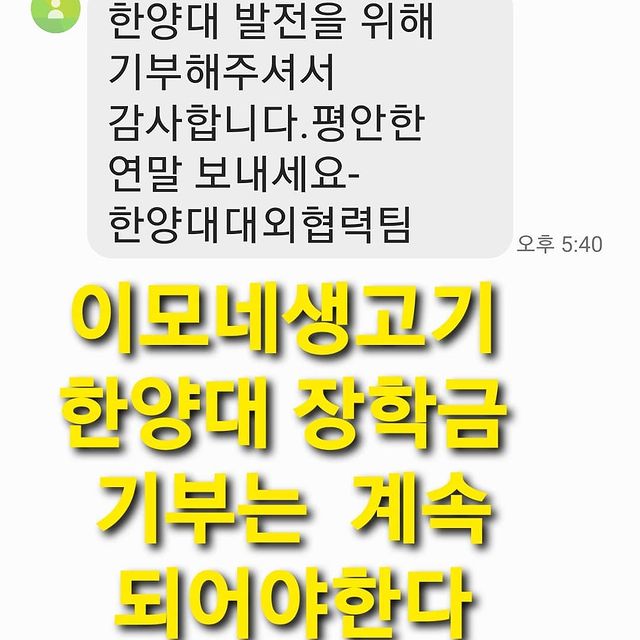 한양대 발전을 위해
기부해주셔서
감사합니다.평안한
연말 보내세요-
한양대대외협력팀
오후 5:40
이모네생고기
한양대 장학금
기부는 계속
되어야한다